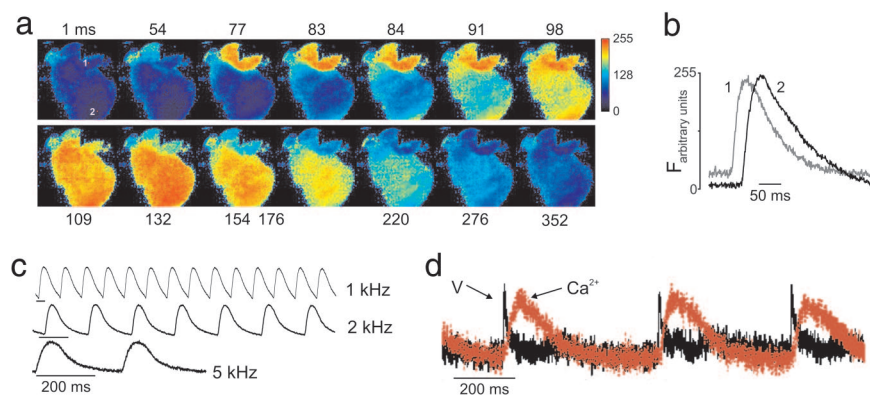 a
1 ms 54 77 83 84 91 98
255
128
0
1
2
109 132 154 176 220 276 352
b
255
1 2
F arbitrary units
0
50 ms
c
1 kHz
2 kHz
5 kHz
200 ms
d
V Ca²⁺
200 ms